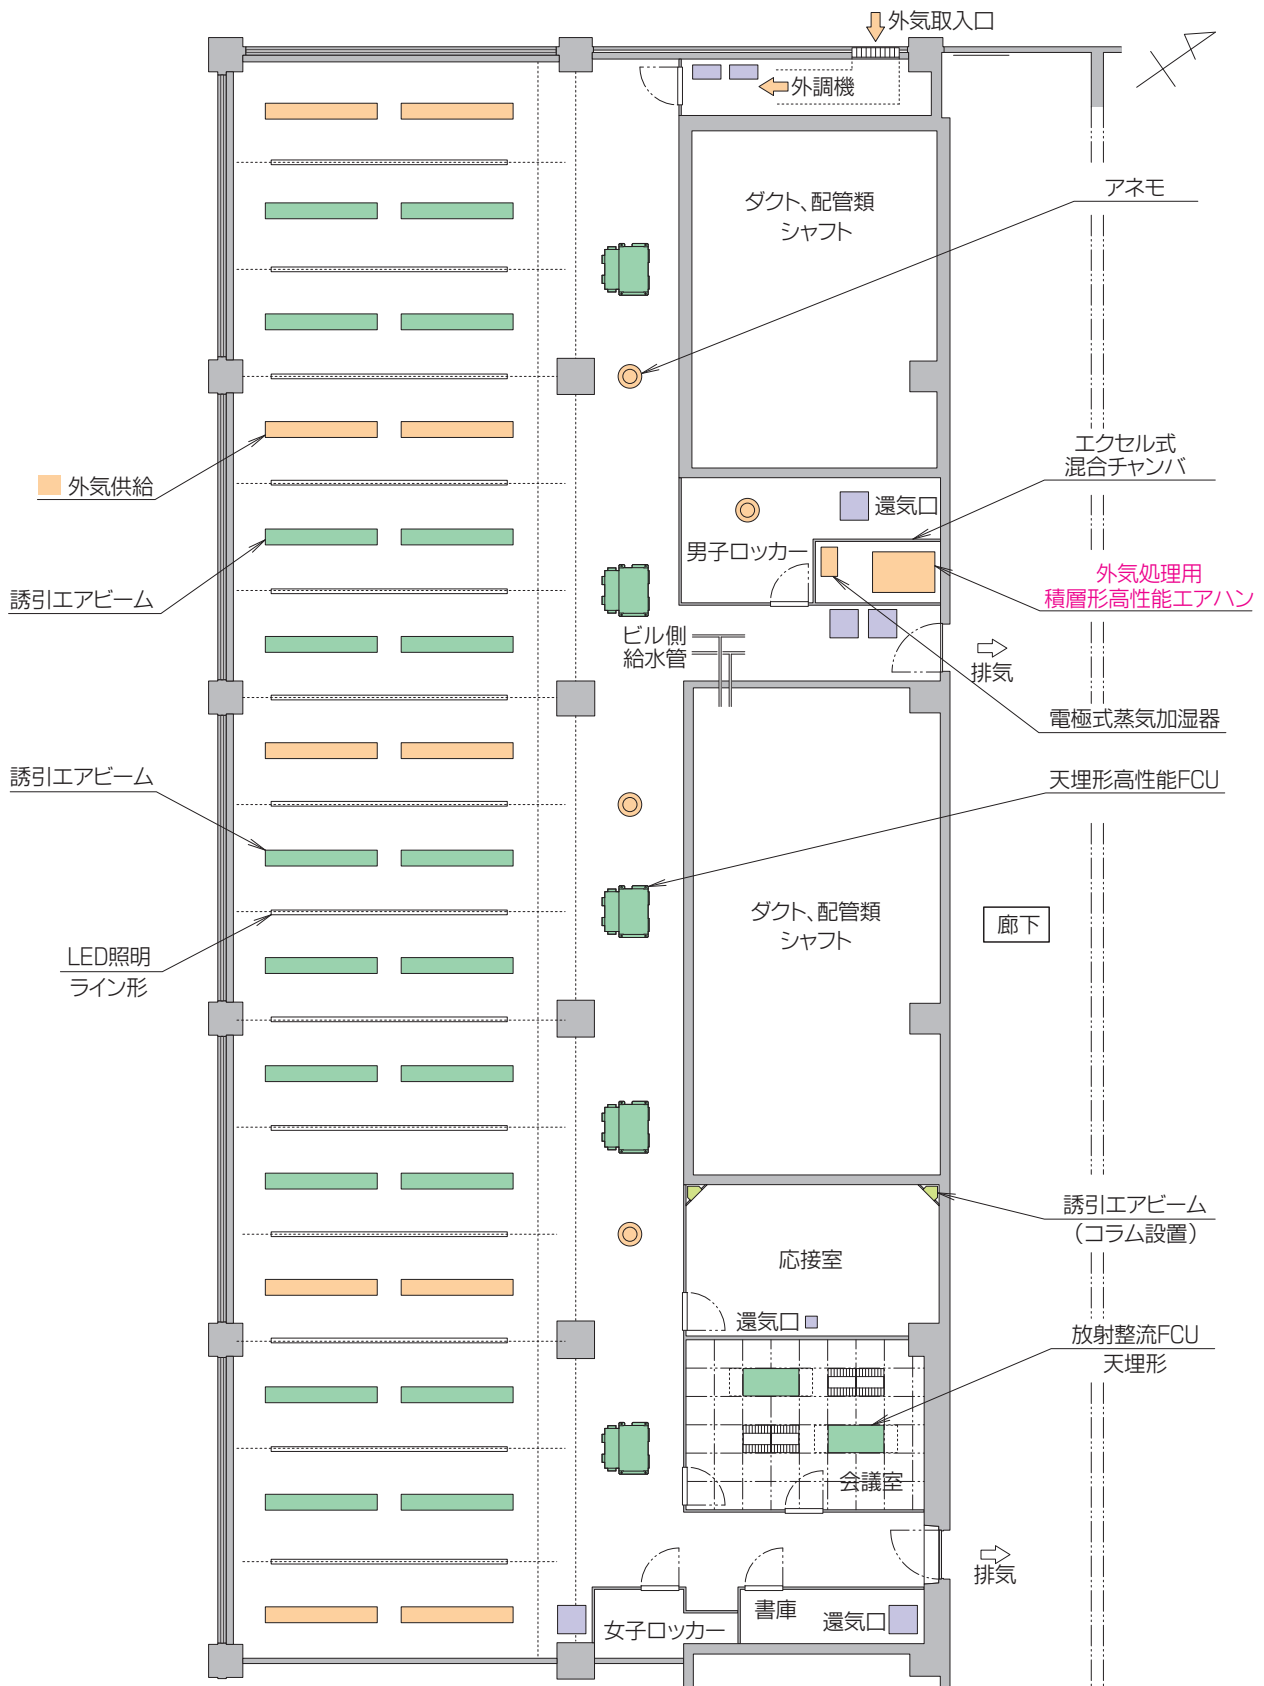 外気取入口
外調機
ダクト、配管類
シャフト
アネモ
エクセル式
混合チャンバ
外気供給
還気口
男子ロッカー
外気処理用
積層形高性能エアハン
誘引エアビーム
ビル側
給水管
排気
電極式蒸気加湿器
誘引エアビーム
天埋形高性能FCU
ダクト、配管類
シャフト
廊下
LED照明
ライン形
誘引エアビーム
（コラム設置）
応接室
還気口
放射整流FCU
天埋形
会議室
排気
書庫
還気口
女子ロッカー